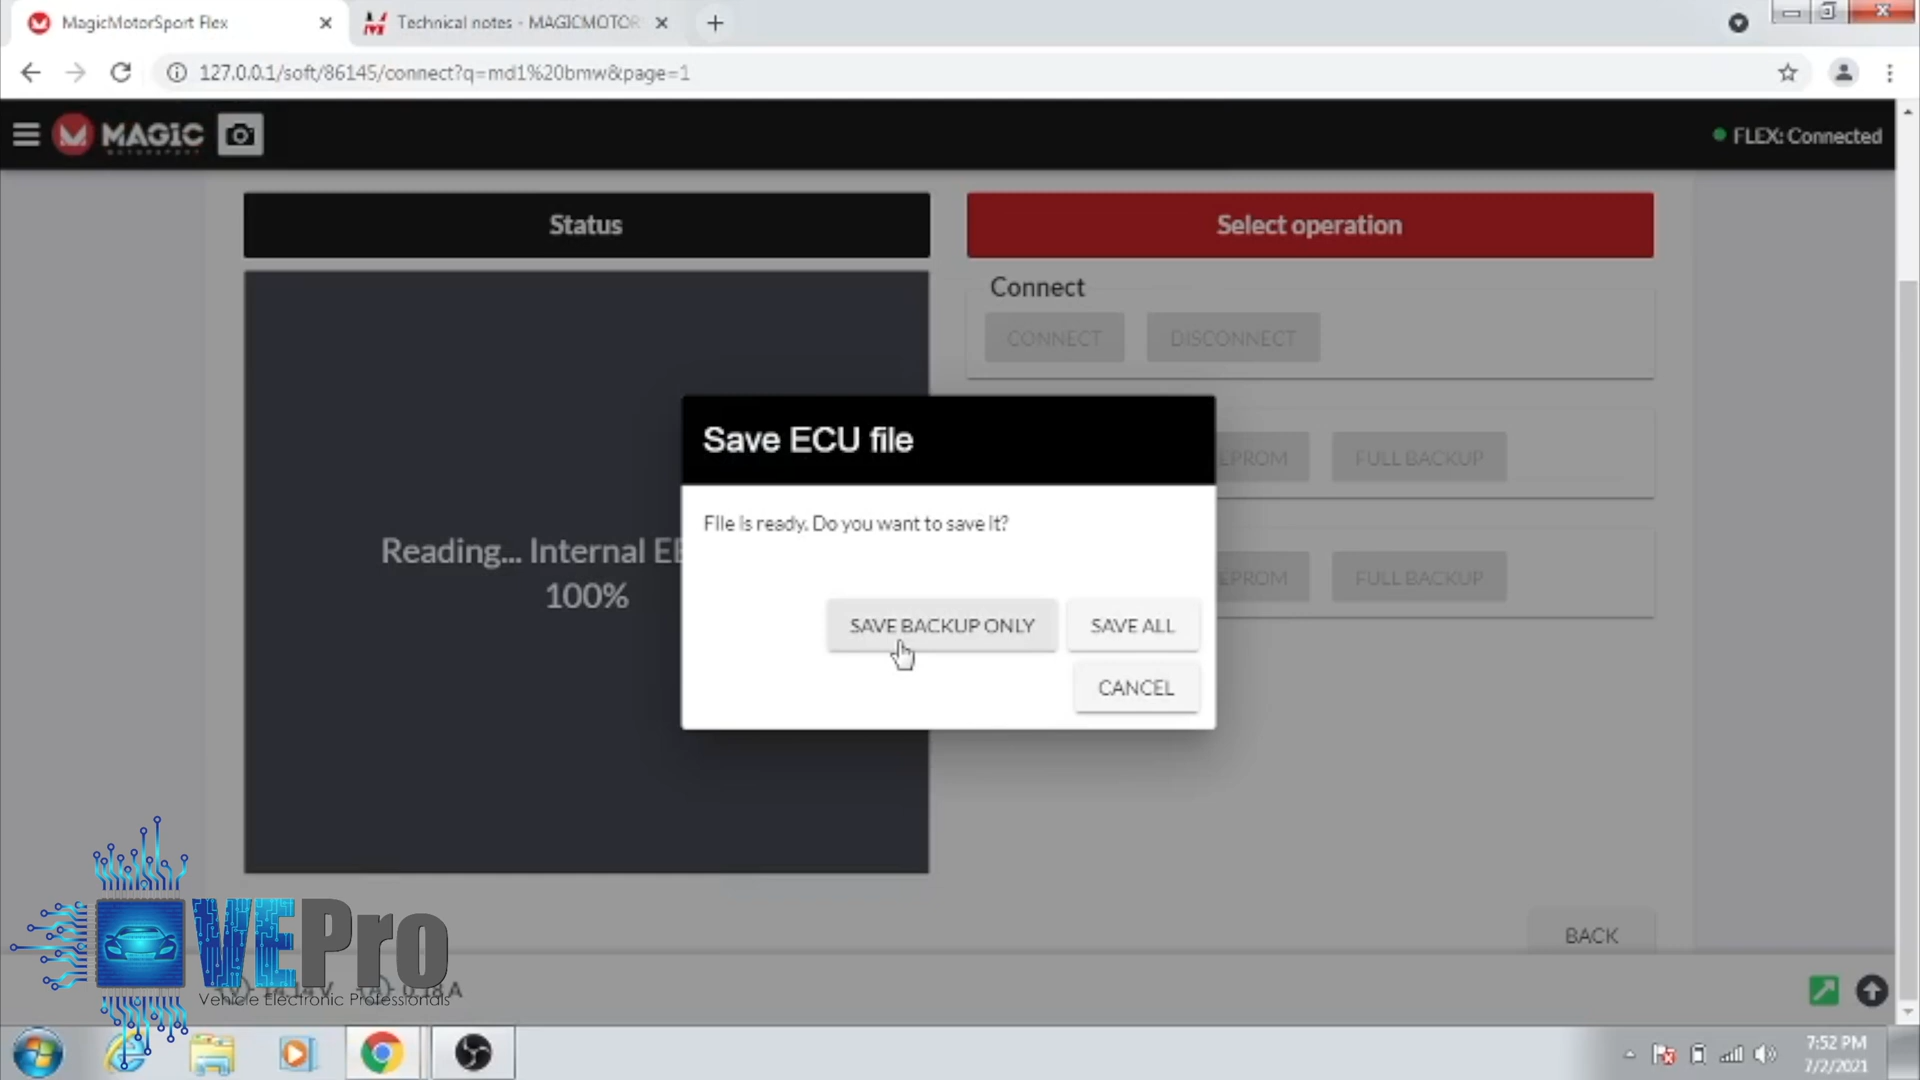 MagicMotorSport Flex
Technical notes - MAGICMOTOR
127.0.0.1/soft/86145/connect?q=md1%20bmw&page=1
MAGIC
MOTORSPORT
FLEX: Connected
Status
Select operation
Connect
CONNECT
DISCONNECT
Save ECU file
EPROM
FULL BACKUP
File is ready. Do you want to save it?
Reading... Internal EE
100%
EPROM
FULL BACKUP
SAVE BACKUP ONLY
SAVE ALL
CANCEL
BACK
VEPro
Vehicle Electronic Professionals
7:52 PM
7/2/2021